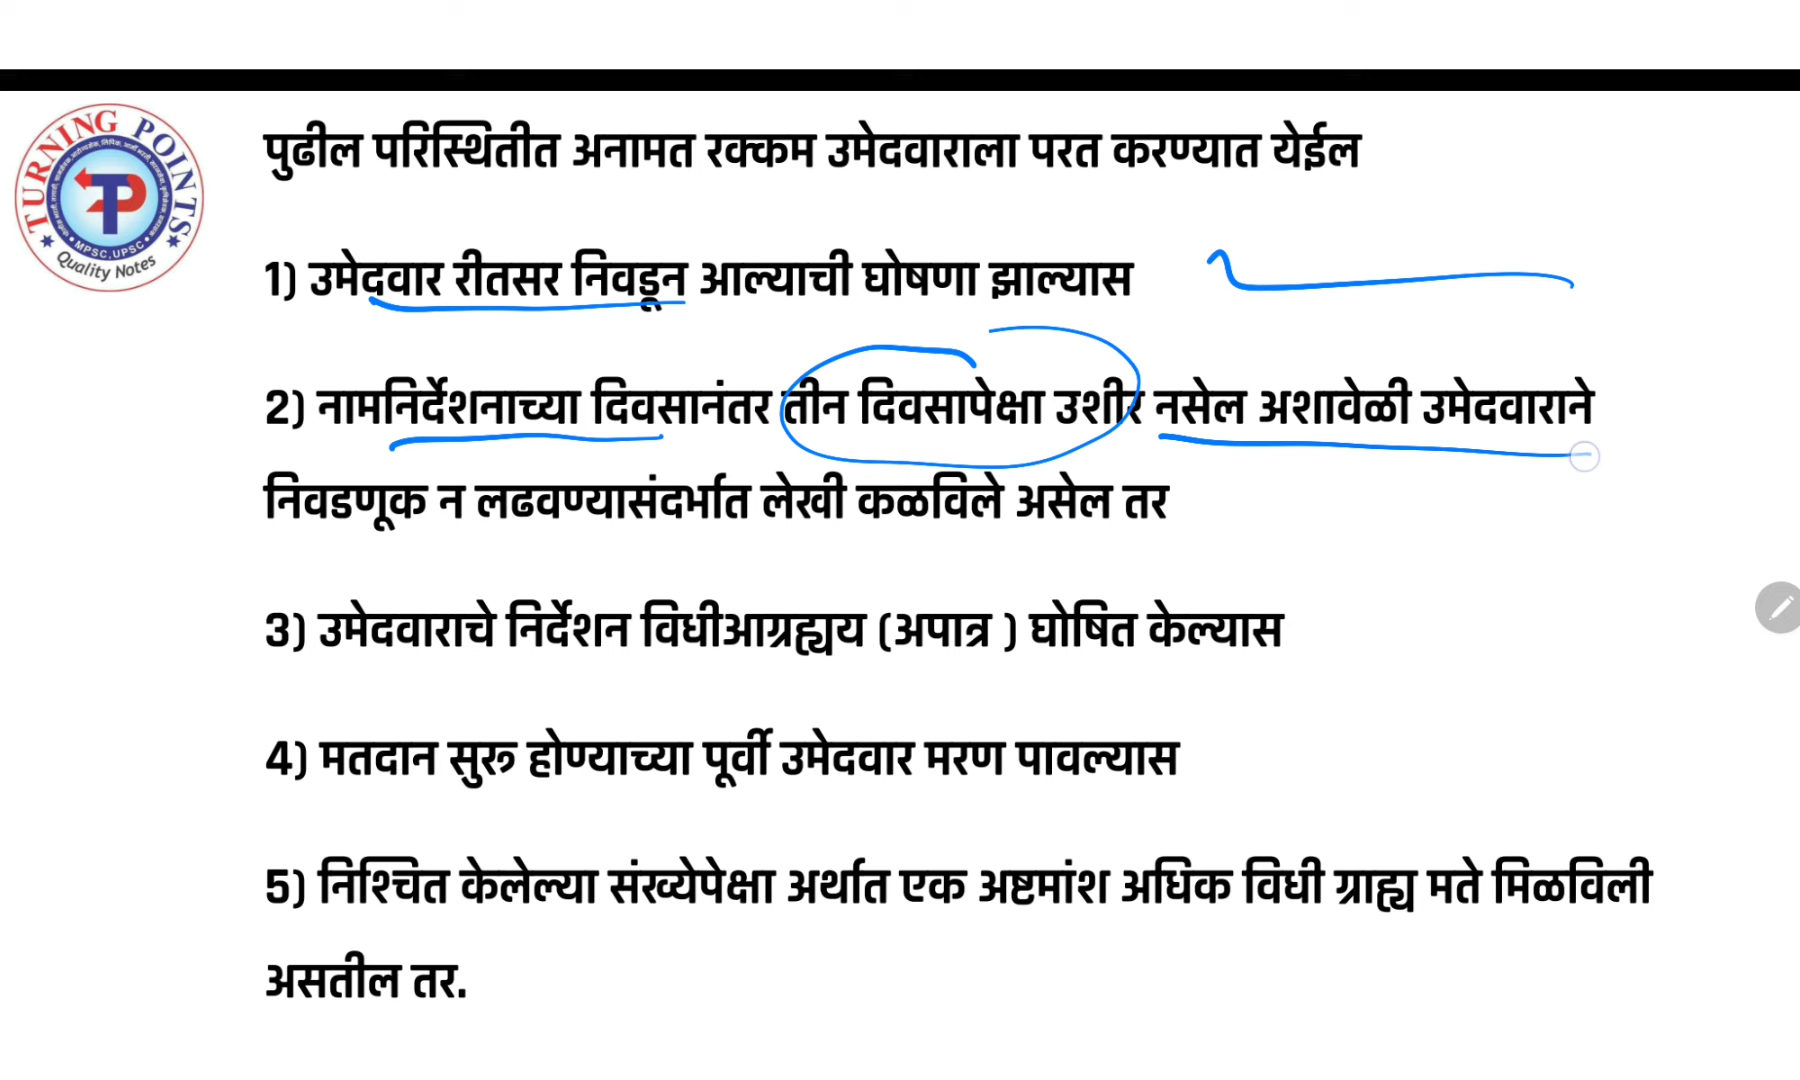 TURNING POINTS
MPSC, UPSC
Quality Notes
पुढील परिस्थितीत अनामत रक्कम उमेदवाराला परत करण्यात येईल
1) उमेदवार रीतसर निवडून आल्याची घोषणा झाल्यास
2) नामनिर्देशनाच्या दिवसानंतर तीन दिवसापेक्षा उशीर नसेल अशावेळी उमेदवाराने
निवडणूक न लढवण्यासंदर्भात लेखी कळविले असेल तर
3) उमेदवाराचे निर्देशन विधीआग्रह्यय (अपात्र ) घोषित केल्यास
4) मतदान सुरू होण्याच्या पूर्वी उमेदवार मरण पावल्यास
5) निश्चित केलेल्या संख्येपेक्षा अर्थात एक अष्टमांश अधिक विधी ग्राह्य मते मिळविली
असतील तर.